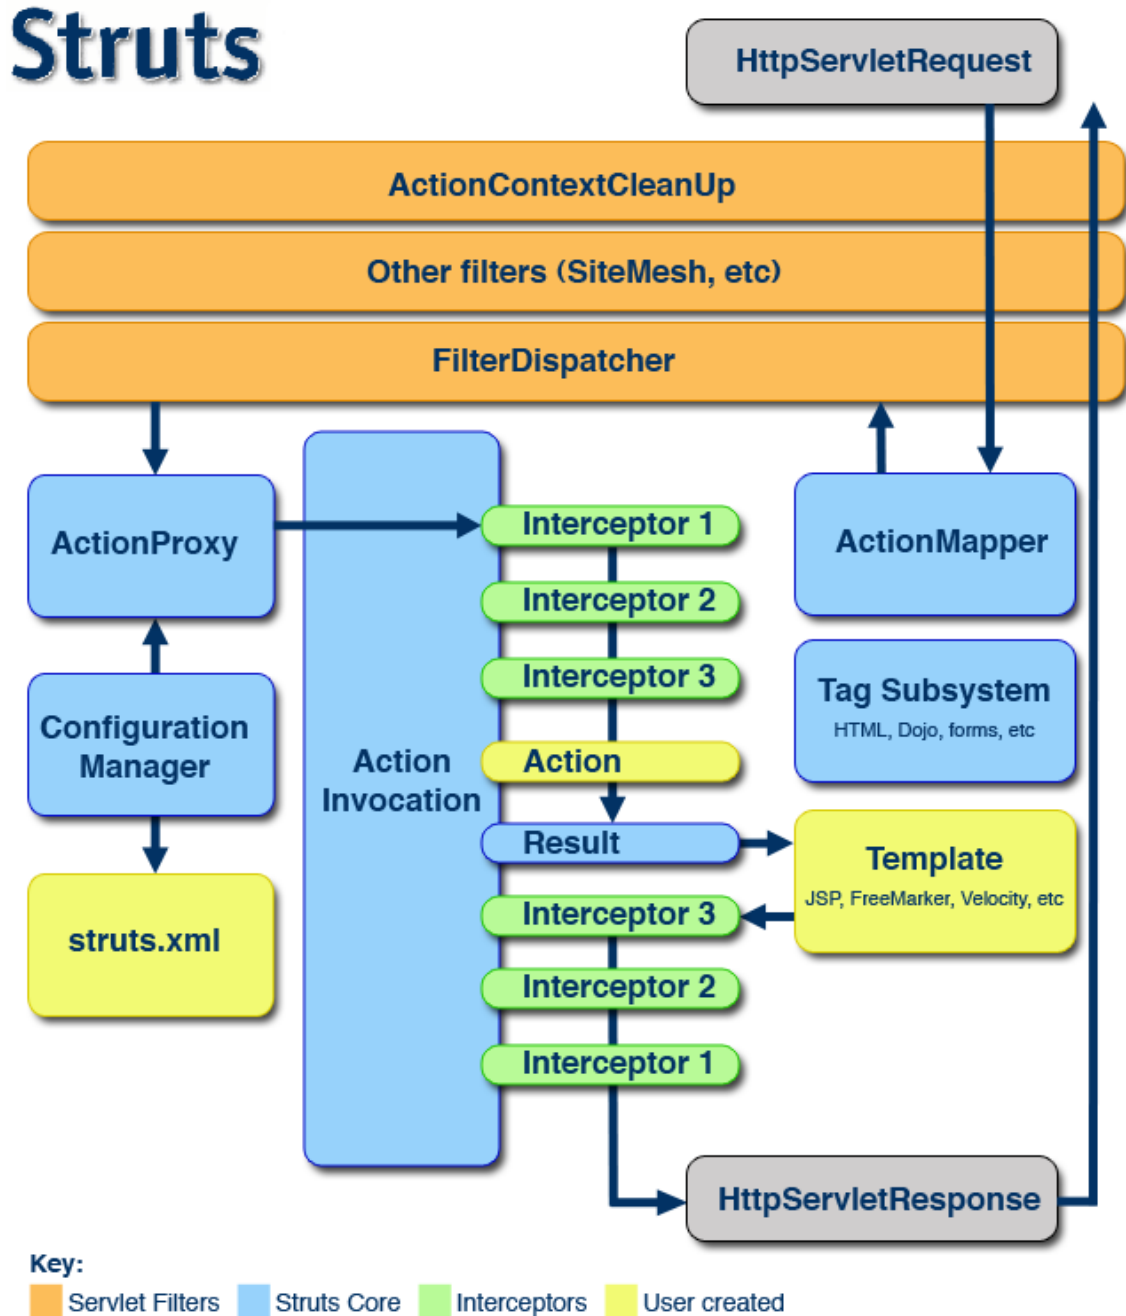 Struts
HttpServletRequest
ActionContextCleanUp
Other filters (SiteMesh, etc)
FilterDispatcher
ActionProxy
Interceptor 1
ActionMapper
Interceptor 2
Interceptor 3
Tag Subsystem
HTML, Dojo, forms, etc
Configuration
Manager
Action
Invocation
Action
Result
Template
JSP, FreeMarker, Velocity, etc
struts.xml
Interceptor 3
Interceptor 2
Interceptor 1
HttpServletResponse
Key:
Servlet Filters
Struts Core
Interceptors
User created